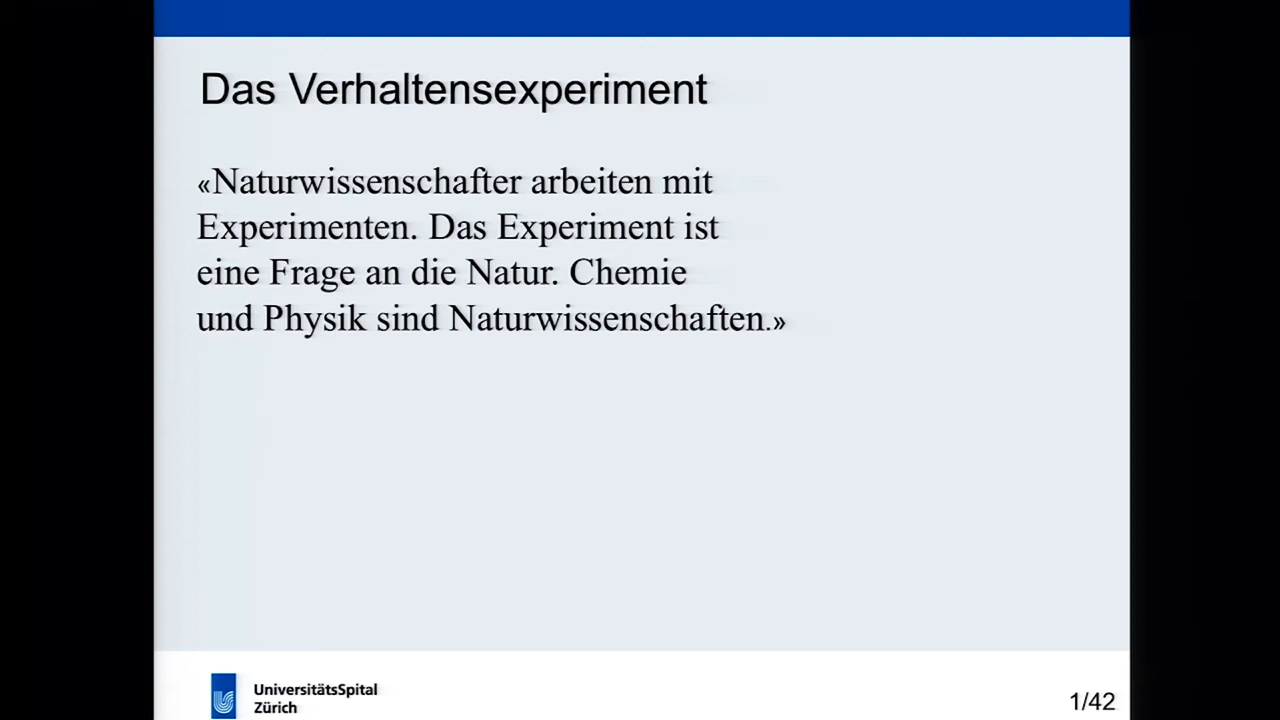 Das Verhaltensexperiment
«Naturwissenschafter arbeiten mit
Experimenten. Das Experiment ist
eine Frage an die Natur. Chemie
und Physik sind Naturwissenschaften.»
UniversitätsSpital
Zürich
1/42